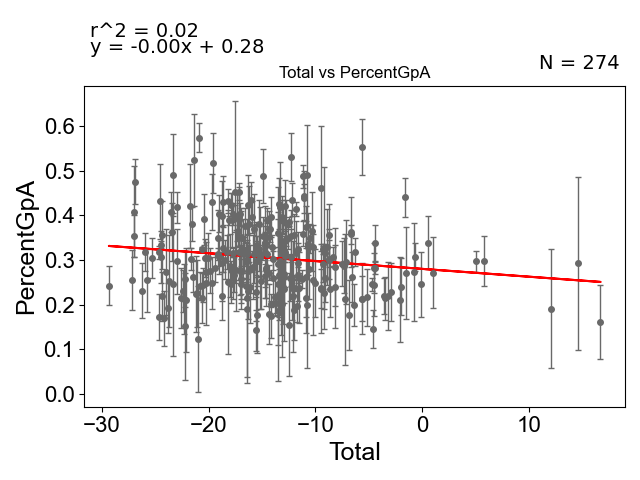 r^2 = 0.02
y = -0.00x + 0.28
N = 274
Total vs PercentGpA
PercentGpA
0.6
0.5
0.4
0.3
0.2
0.1
0.0
−30
−20
−10
0
10
Total